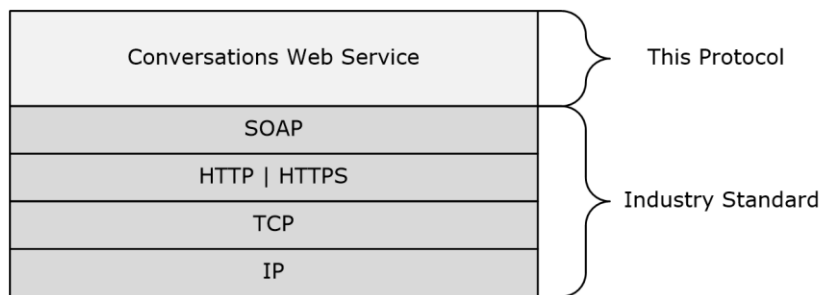 Conversations Web Service
This Protocol
SOAP
HTTP | HTTPS
TCP
Industry Standard
IP